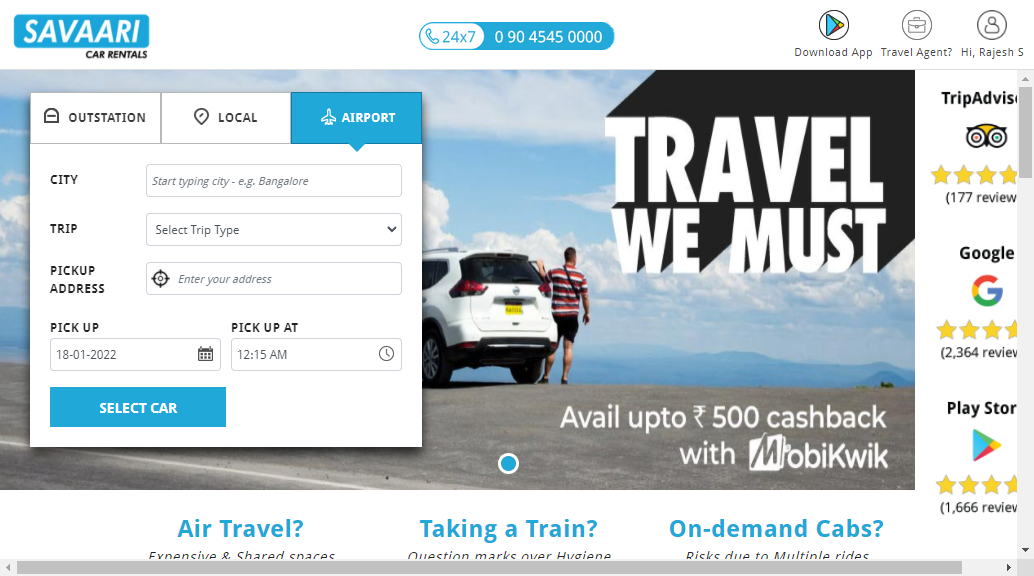 SAVAARI
CAR RENTALS
24x7 0 90 4545 0000
Download App Travel Agent? Hi, Rajesh S
OUTSTATION LOCAL AIRPORT
CITY Start typing city - e.g. Bangalore
TRIP Select Trip Type
PICKUP
ADDRESS Enter your address
PICK UP PICK UP AT
18-01-2022 12:15 AM
SELECT CAR
TRAVEL
WE MUST
Avail upto ₹ 500 cashback
with MobiKwik
TripAdviso
(177 review
Google
(2,364 review
Play Stor
(1,666 review
Air Travel? Taking a Train? On-demand Cabs?
Expensive & Shared spaces Question marks over Hygiene Risks due to Multiple rides